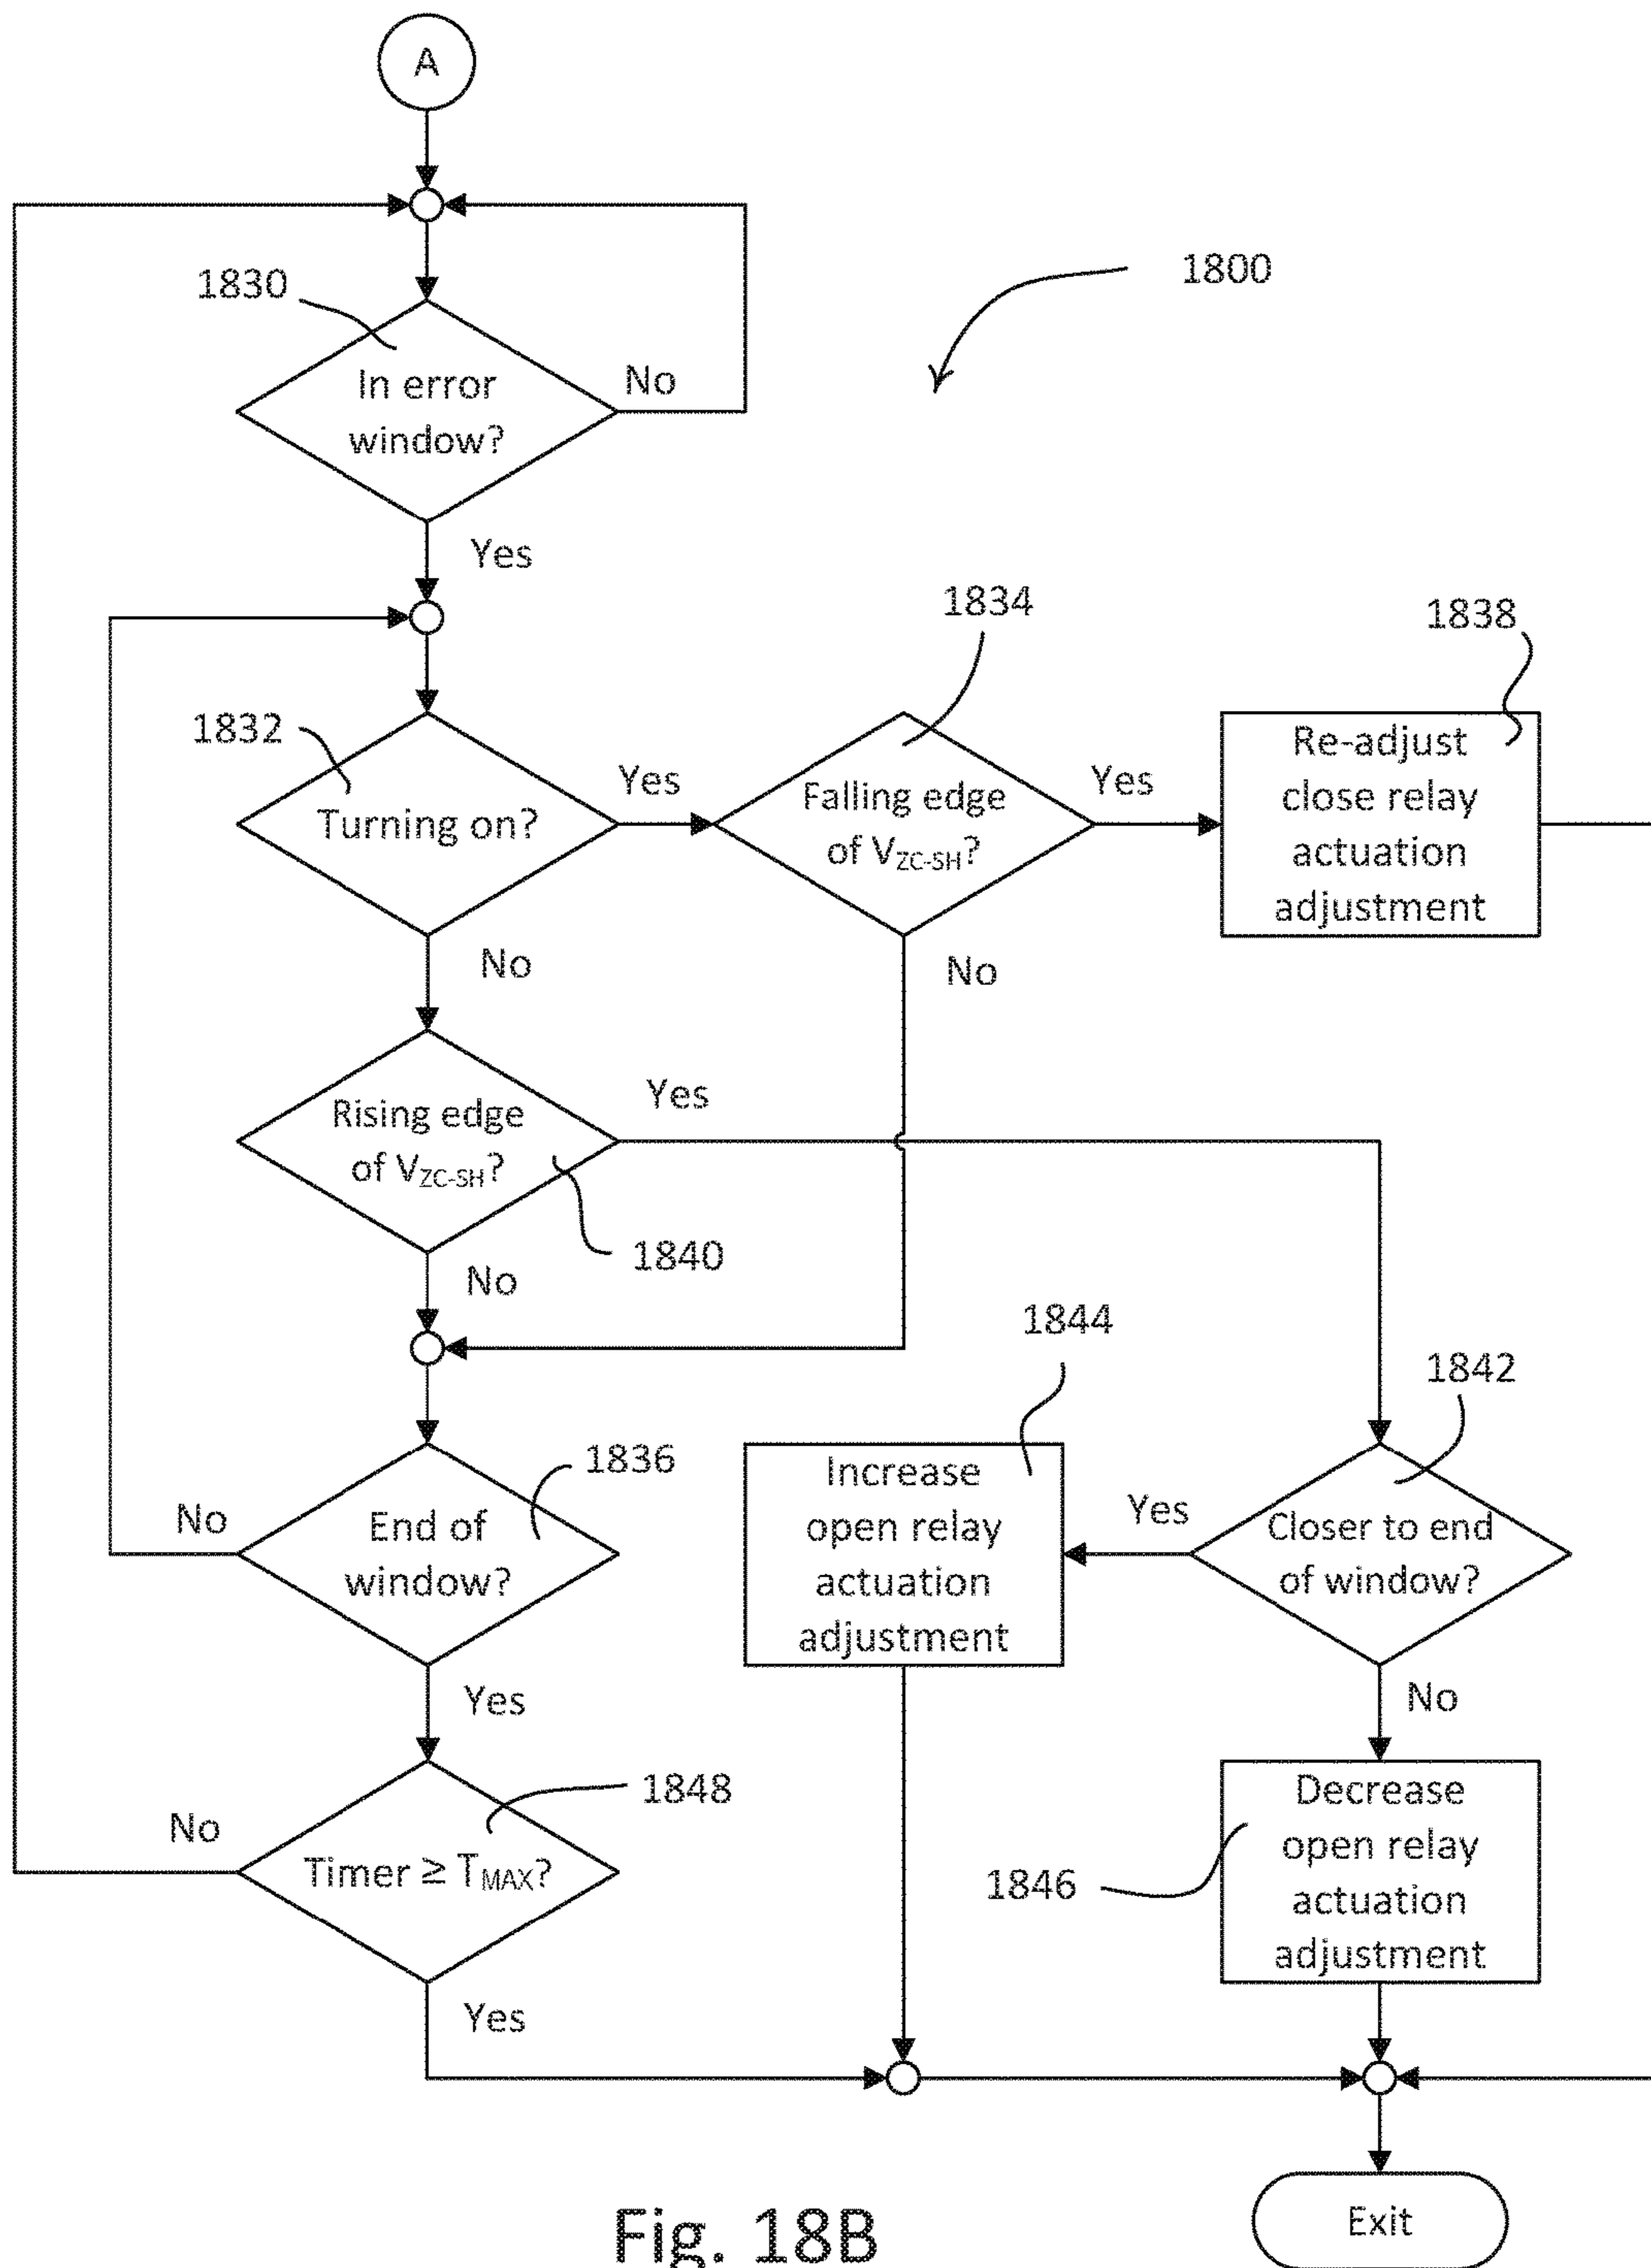 A
1830
1800
In error
window?
No
Yes
1834
1838
1832
Turning on?
Yes
Falling edge
of VZC-SH?
Yes
Re-adjust
close relay
actuation
adjustment
No
No
Rising edge
of VZC-SH?
Yes
1840
No
1844
1842
1836
End of
window?
No
Increase
open relay
actuation
adjustment
Yes
Closer to end
of window?
Yes
No
1848
No
Timer ≥ TMAX?
1846
Decrease
open relay
actuation
adjustment
Yes
Exit
Fig. 18B